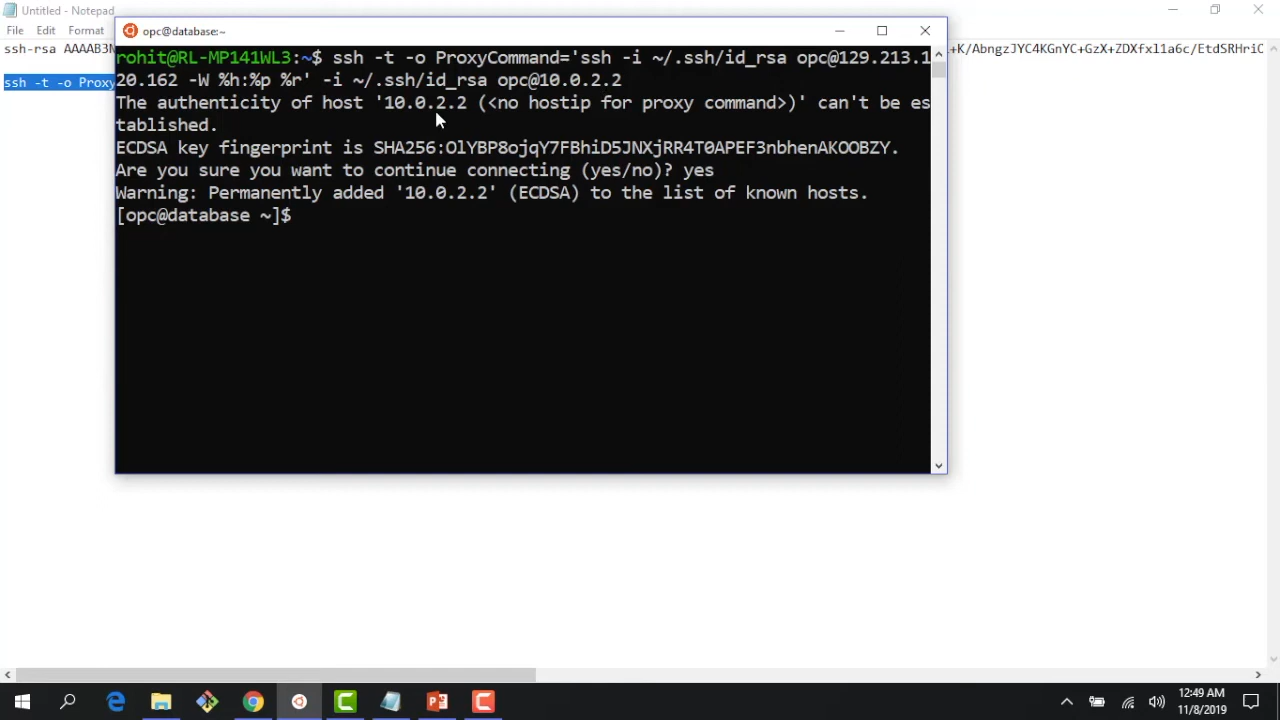 Untitled - Notepad
File Edit Format
ssh-rsa AAAAB3N
+K/AbngzJYC4KGnYC+GzX+ZDXfxl1a6c/EtdSRHriC
ssh -t -o Proxy
opc@database:~
rohit@RL-MP141WL3:~$ ssh -t -o ProxyCommand='ssh -i ~/.ssh/id_rsa opc@129.213.1
20.162 -W %h:%p %r' -i ~/.ssh/id_rsa opc@10.0.2.2
The authenticity of host '10.0.2.2 (<no hostip for proxy command>)' can't be es
tablished.
ECDSA key fingerprint is SHA256:OlYBP8ojqY7FBhiD5JNXjRR4T0APEF3nbhenAKOOBZY.
Are you sure you want to continue connecting (yes/no)? yes
Warning: Permanently added '10.0.2.2' (ECDSA) to the list of known hosts.
[opc@database ~]$
12:49 AM
11/8/2019